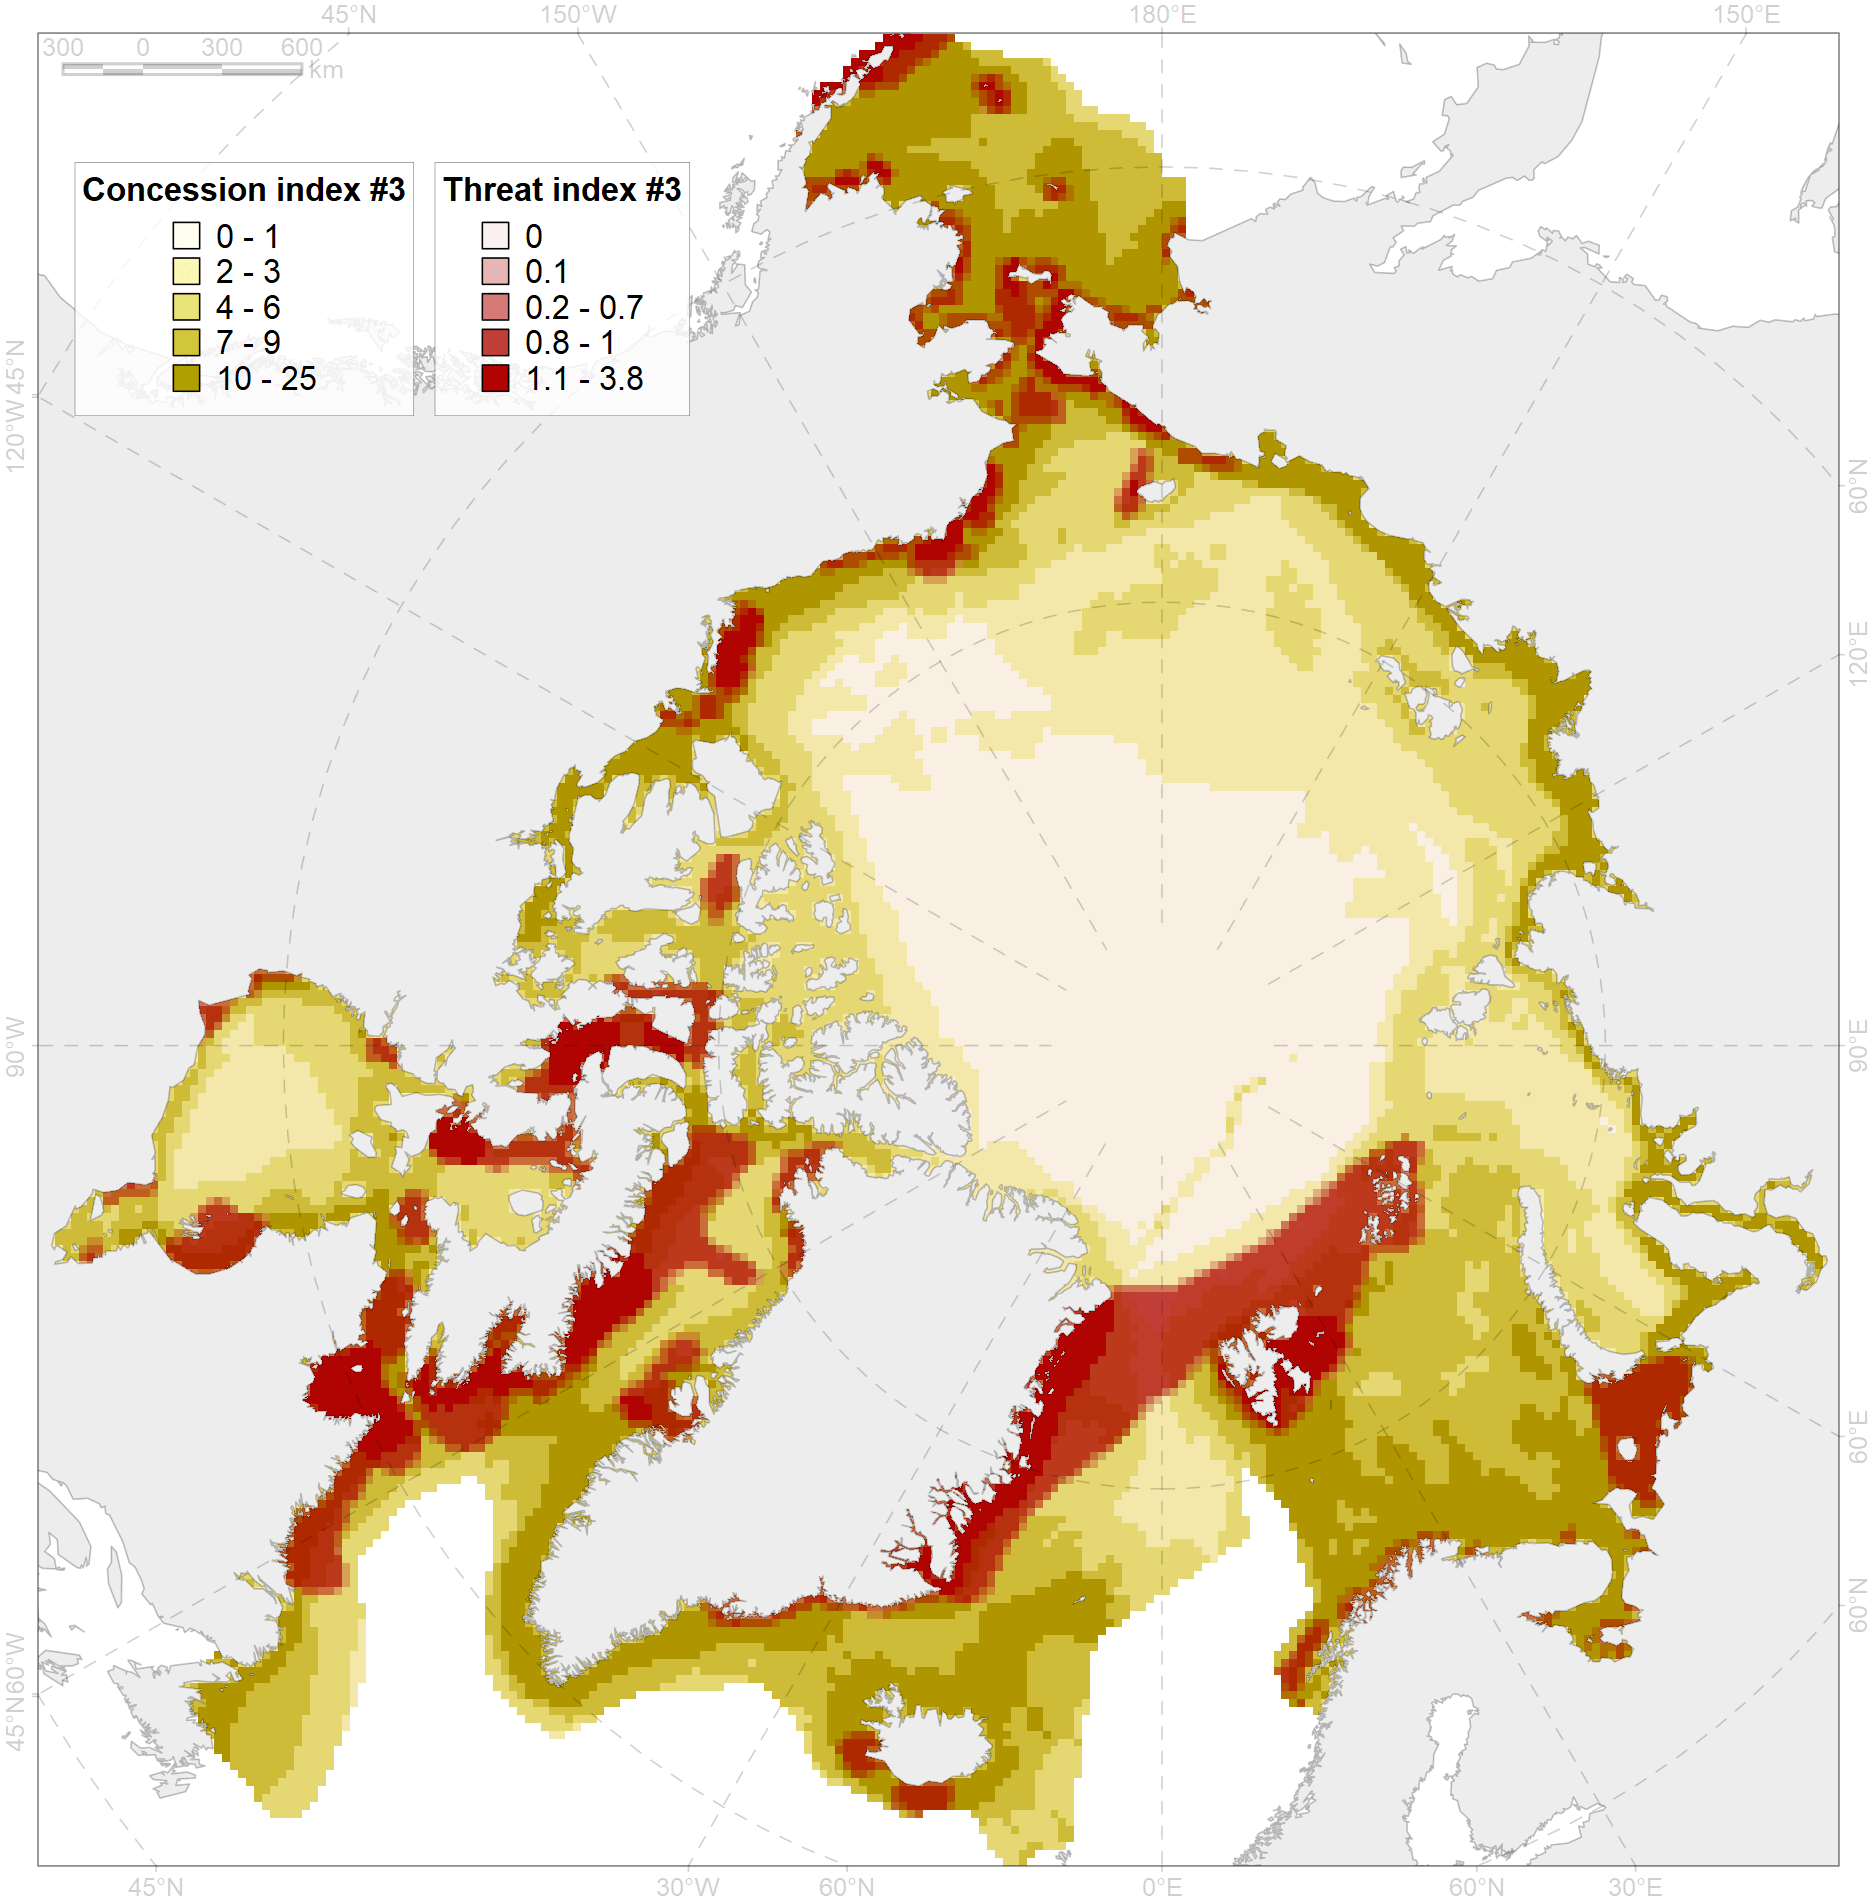 45°N 150°W 180°E 150°E
300 0 300 600
km
Concession index #3
0 - 1
2 - 3
4 - 6
7 - 9
10 - 25
Threat index #3
0
0.1
0.2 - 0.7
0.8 - 1
1.1 - 3.8
45°N
120°W
90°W
60°W
45°N
60°N
120°E
90°E
60°E
60°N
45°N 30°W 60°N 0°E 60°N 30°E